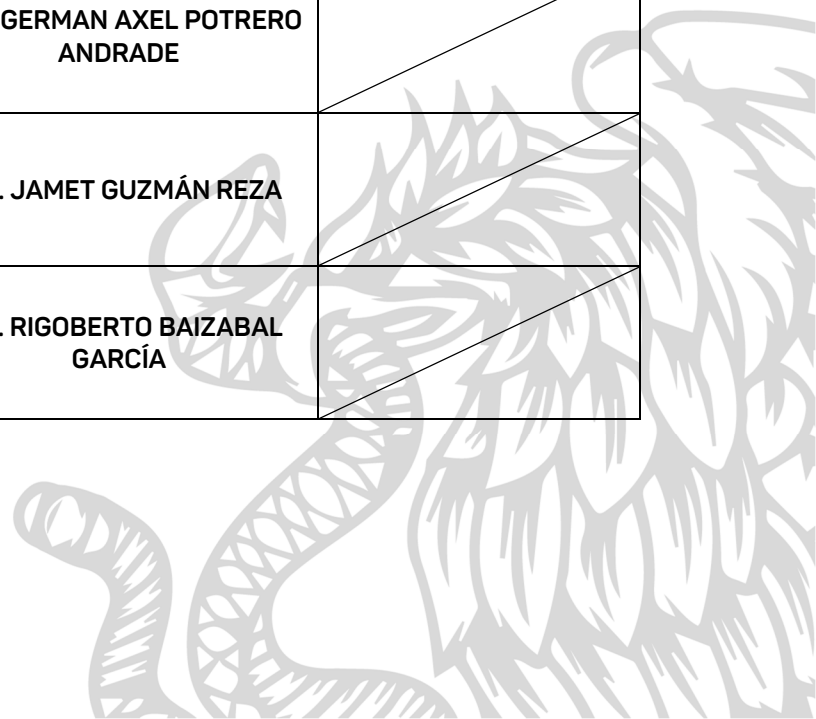 GERMAN AXEL POTRERO
ANDRADE
. JAMET GUZMÁN REZA
. RIGOBERTO BAIZABAL
GARCÍA